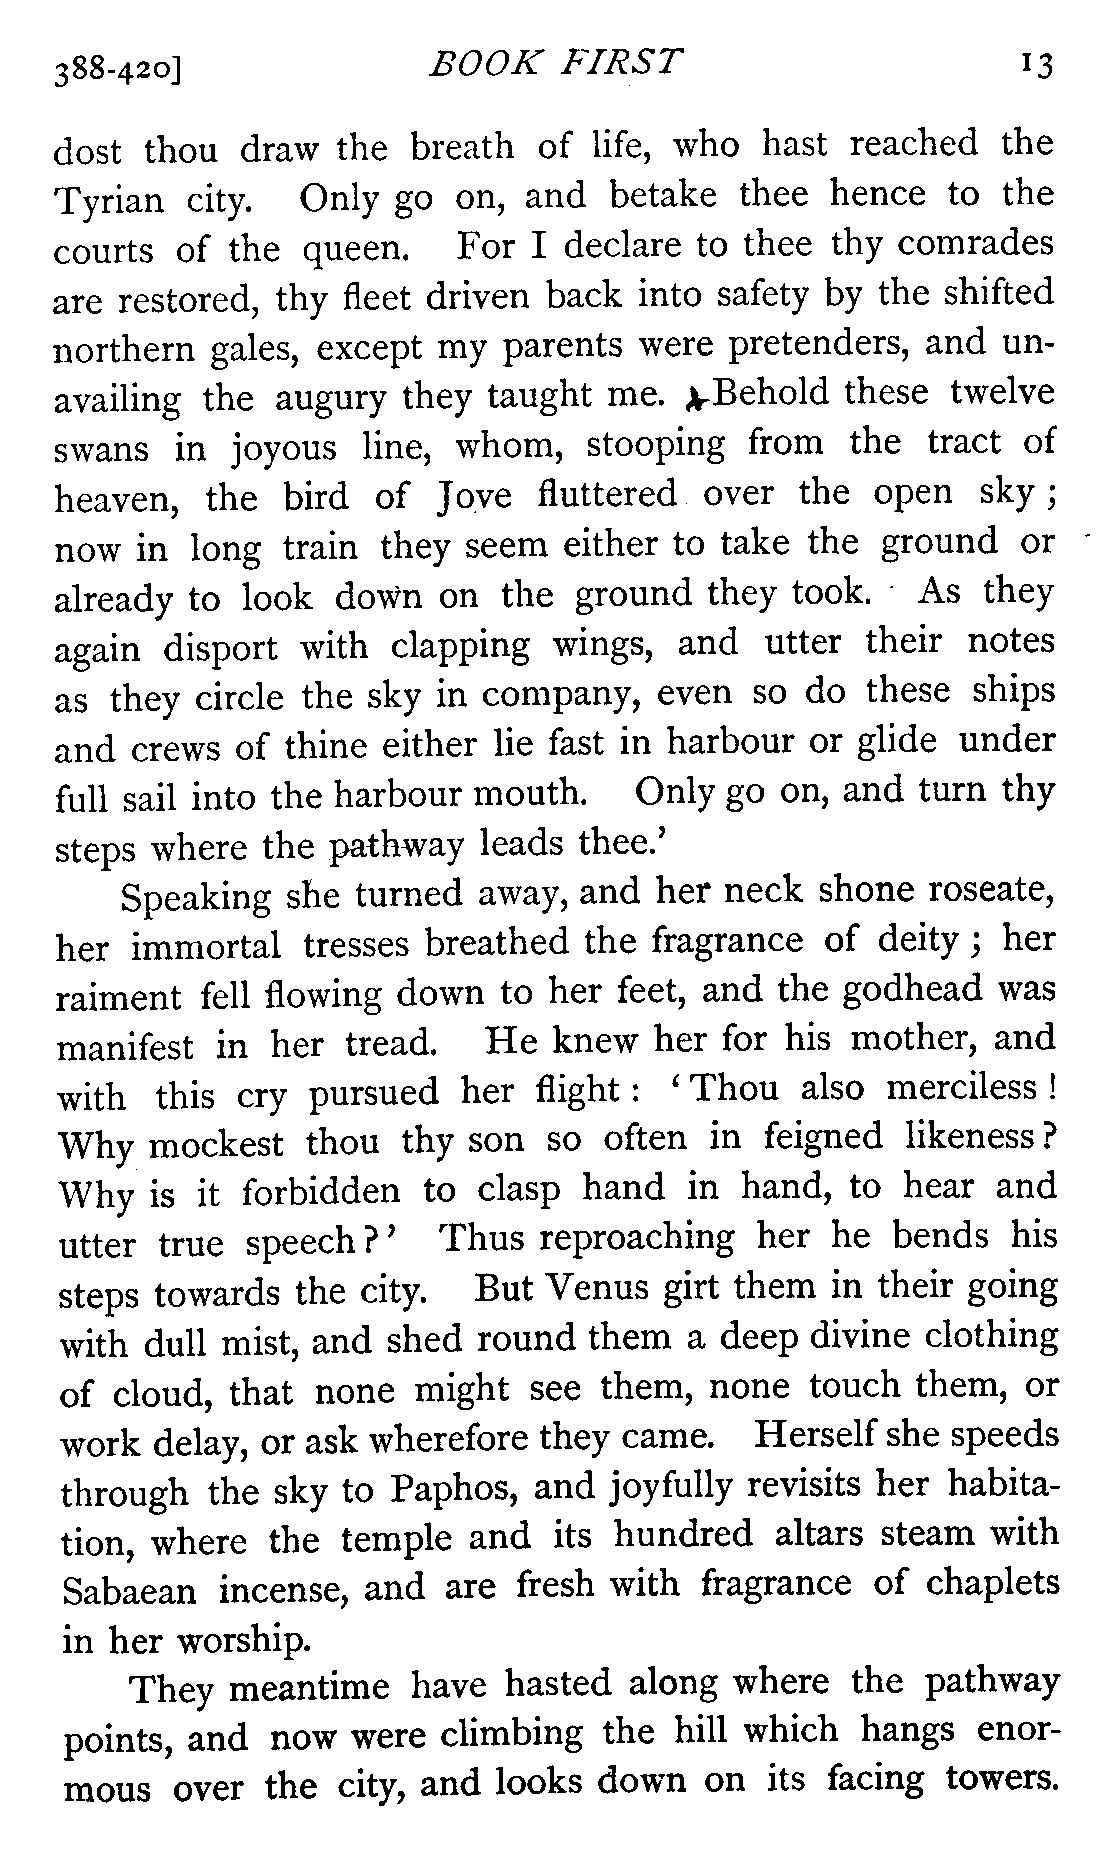 388-420] BOOK FIRST 13
dost thou draw the breath of life, who hast reached the
Tyrian city. Only go on, and betake thee hence to the
courts of the queen. For I declare to thee thy comrades
are restored, thy fleet driven back into safety by the shifted
northern gales, except my parents were pretenders, and un-
availing the augury they taught me. Behold these twelve
swans in joyous line, whom, stooping from the tract of
heaven, the bird of Jove fluttered over the open sky ;
now in long train they seem either to take the ground or
already to look down on the ground they took. As they
again disport with clapping wings, and utter their notes
as they circle the sky in company, even so do these ships
and crews of thine either lie fast in harbour or glide under
full sail into the harbour mouth. Only go on, and turn thy
steps where the pathway leads thee.’
Speaking she turned away, and her neck shone roseate,
her immortal tresses breathed the fragrance of deity ; her
raiment fell flowing down to her feet, and the godhead was
manifest in her tread. He knew her for his mother, and
with this cry pursued her flight : ‘ Thou also merciless !
Why mockest thou thy son so often in feigned likeness ?
Why is it forbidden to clasp hand in hand, to hear and
utter true speech ? ’ Thus reproaching her he bends his
steps towards the city. But Venus girt them in their going
with dull mist, and shed round them a deep divine clothing
of cloud, that none might see them, none touch them, or
work delay, or ask wherefore they came. Herself she speeds
through the sky to Paphos, and joyfully revisits her habita-
tion, where the temple and its hundred altars steam with
Sabaean incense, and are fresh with fragrance of chaplets
in her worship.
They meantime have hasted along where the pathway
points, and now were climbing the hill which hangs enor-
mous over the city, and looks down on its facing towers.